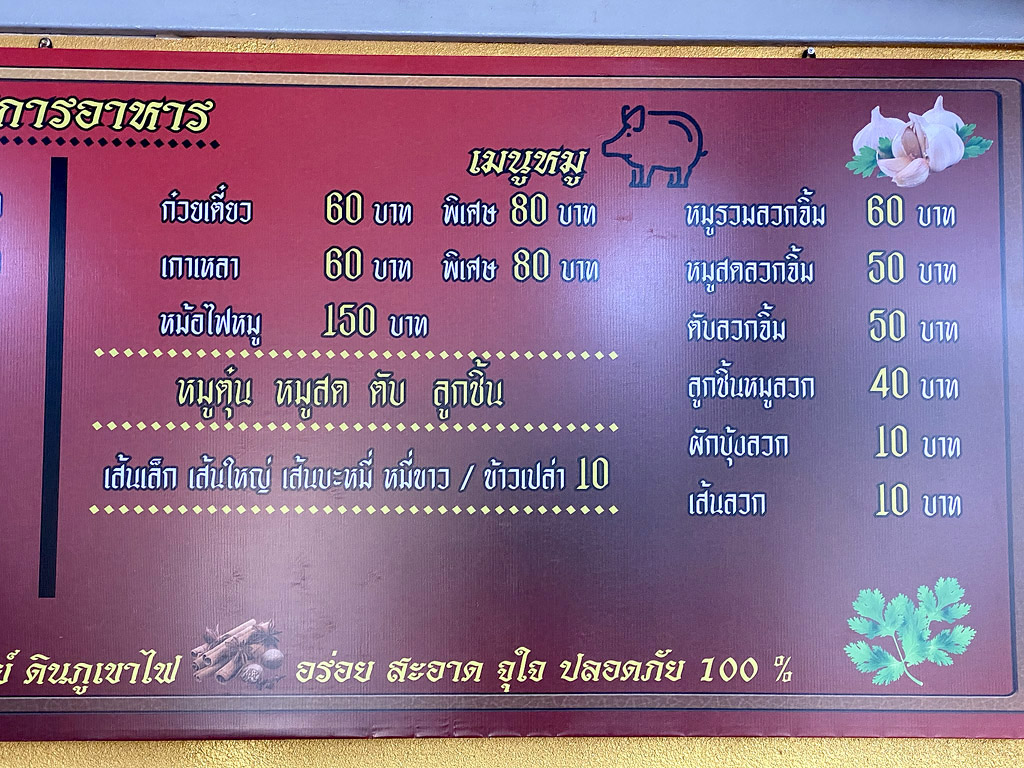 การอาหาร
เมนูหมู
ก๋วยเตี๋ยว 60 บาท พิเศษ 80 บาท
เกาเหลา 60 บาท พิเศษ 80 บาท
หม้อไฟหมู 150 บาท
หมูตุ๋น หมูสด ตับ ลูกชิ้น
เส้นเล็ก เส้นใหญ่ เส้นบะหมี่ หมี่ขาว / ข้าวเปล่า 10
หมูรวมลวกจิ้ม 60 บาท
หมูสดลวกจิ้ม 50 บาท
ตับลวกจิ้ม 50 บาท
ลูกชิ้นหมูลวก 40 บาท
ผักบุ้งลวก 10 บาท
เส้นลวก 10 บาท
ดินภูเขาไฟ อร่อย สะอาด จุใจ ปลอดภัย 100 %